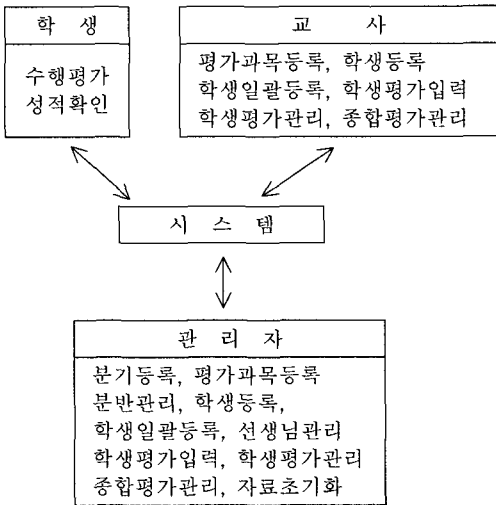 학 생
수행평가
성적확인
교 사
평가과목등록, 학생등록
학생일괄등록, 학생평가입력
학생평가관리, 종합평가관리
시 스 템
관 리 자
분기등록, 평가과목등록
분반관리, 학생등록,
학생일괄등록, 선생님관리
학생평가입력, 학생평가관리
종합평가관리, 자료초기화